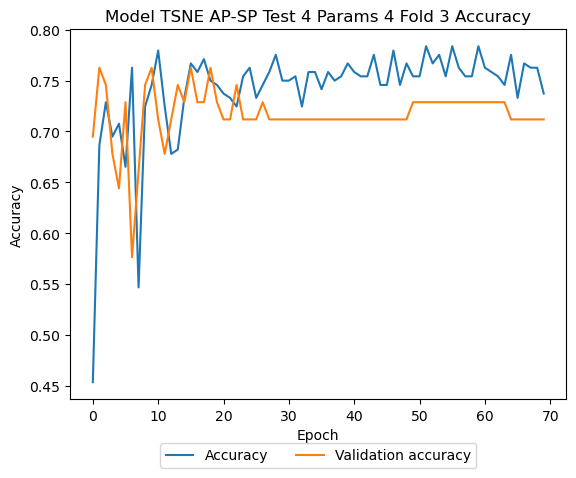 Model TSNE AP-SP Test 4 Params 4 Fold 3 Accuracy
0.80
0.75
0.70
0.65
0.60
0.55
0.50
0.45
Accuracy
0 10 20 30 40 50 60 70
Epoch
Accuracy Validation accuracy